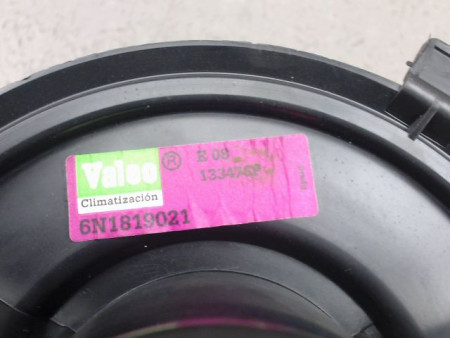 Valeo ®
Climatización
6N1819021
E 09